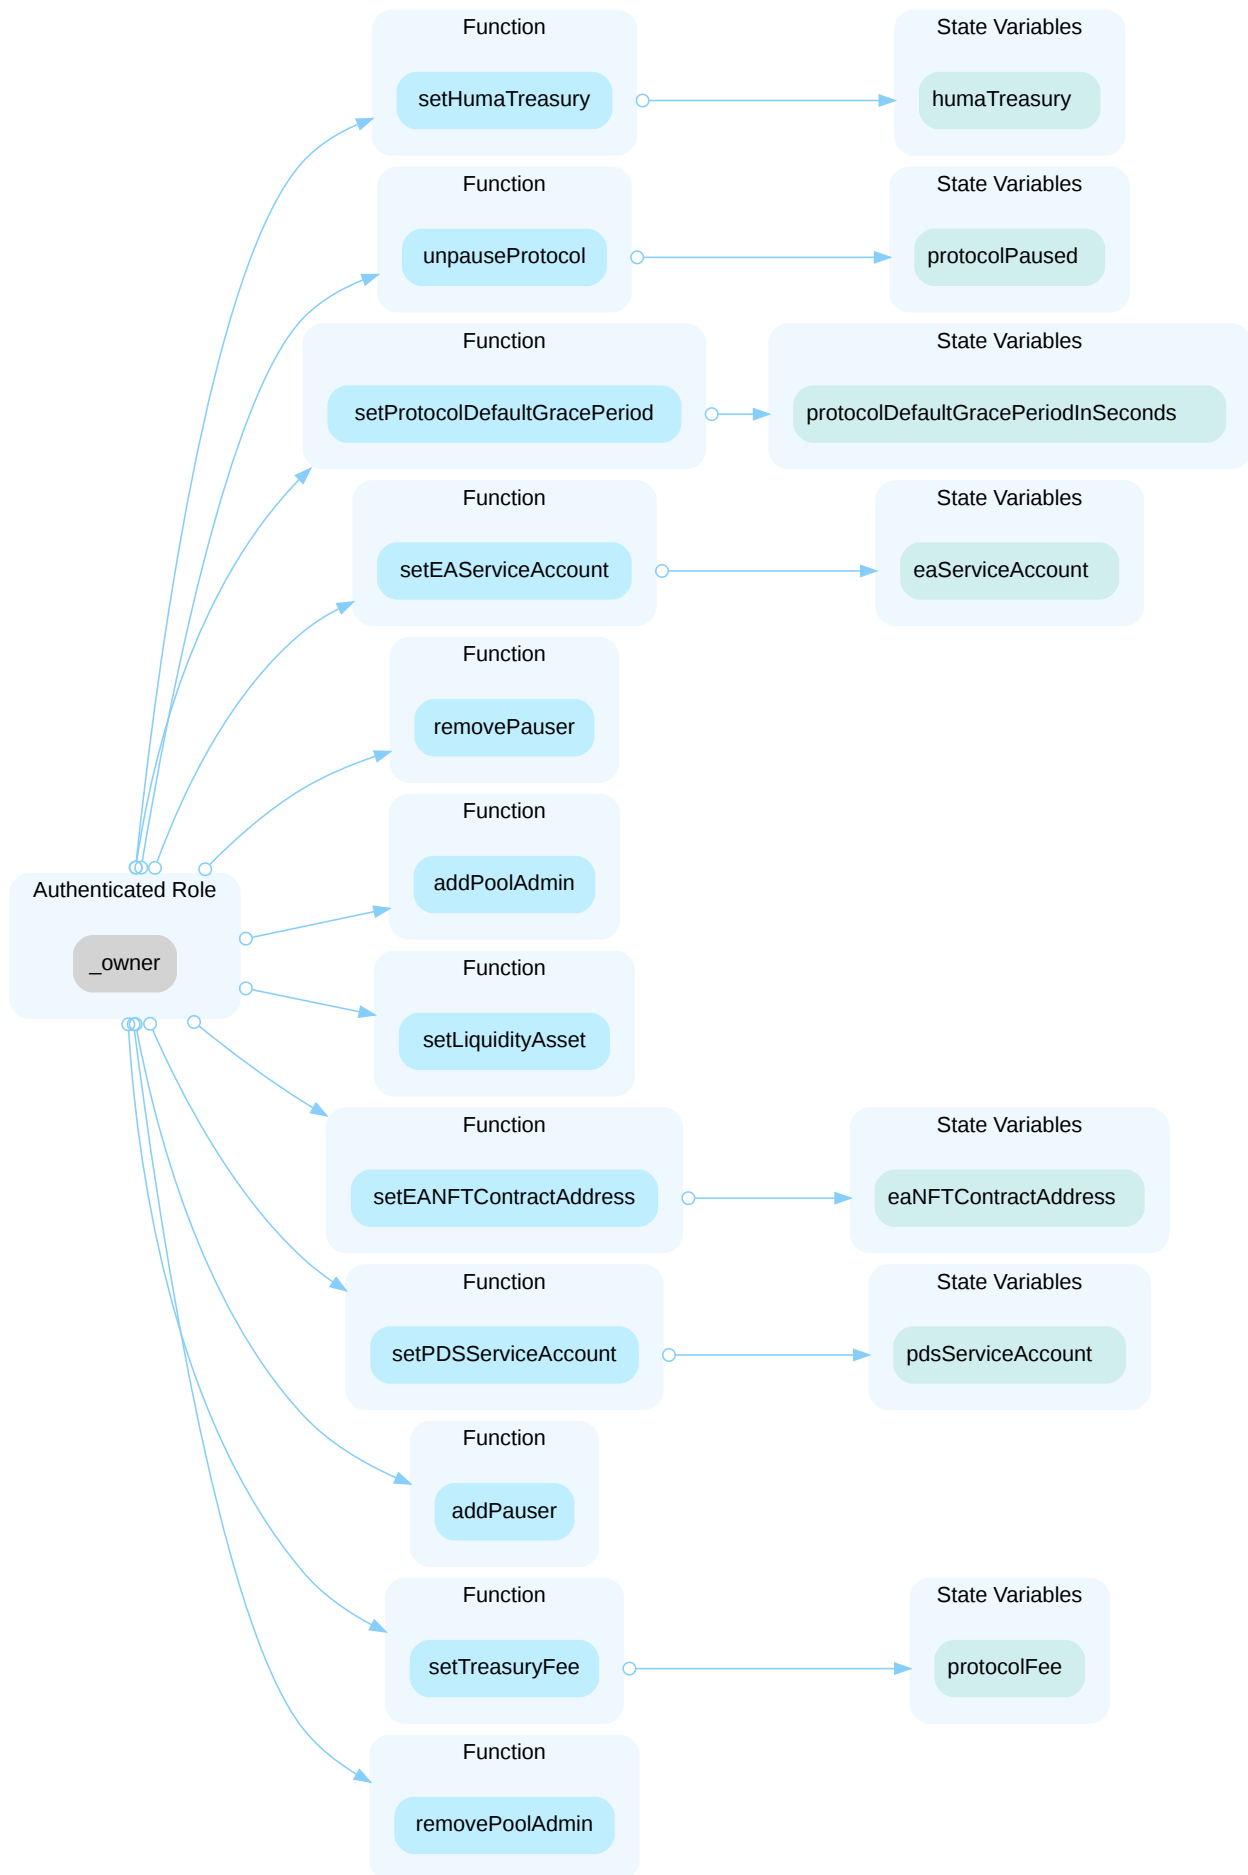 Function
State Variables
setHumaTreasury
humaTreasury
Function
State Variables
unpauseProtocol
protocolPaused
Function
State Variables
setProtocolDefaultGracePeriod
protocolDefaultGracePeriodInSeconds
Function
State Variables
setEAServiceAccount
eaServiceAccount
Function
removePauser
Function
addPoolAdmin
Authenticated Role
_owner
Function
setLiquidityAsset
Function
State Variables
setEANFTContractAddress
eaNFTContractAddress
Function
State Variables
setPDSServiceAccount
pdsServiceAccount
Function
addPauser
Function
State Variables
setTreasuryFee
protocolFee
Function
removePoolAdmin